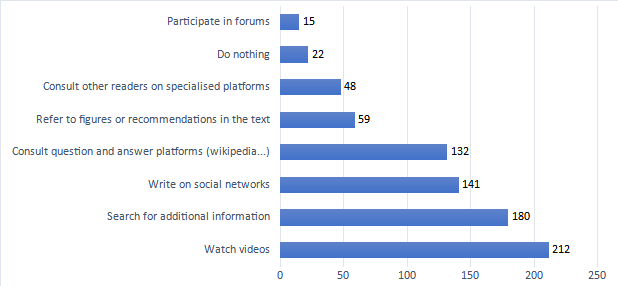 Participate in forums 15
Do nothing 22
Consult other readers on specialised platforms 48
Refer to figures or recommendations in the text 59
Consult question and answer platforms (wikipedia...) 132
Write on social networks 141
Search for additional information 180
Watch videos 212
0 50 100 150 200 250